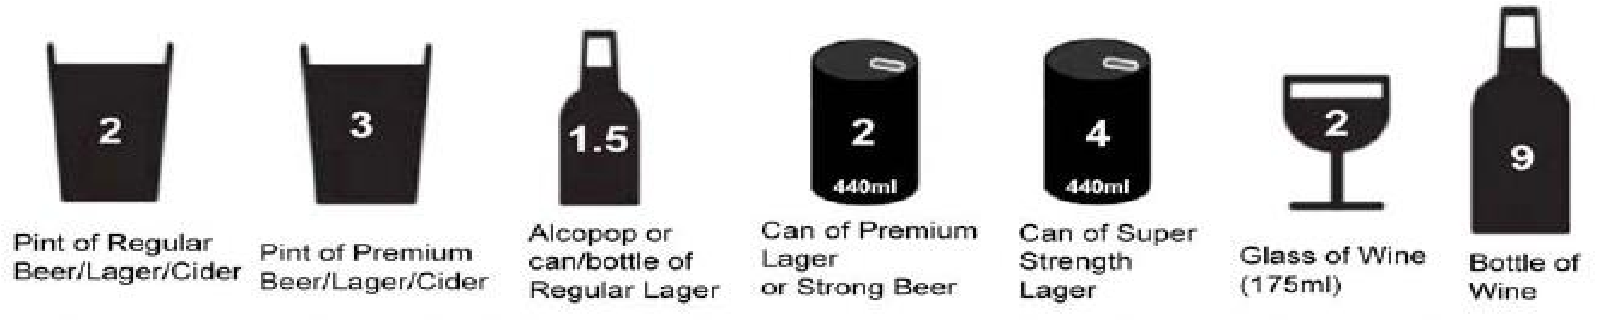 2
Pint of Regular
Beer/Lager/Cider
3
Pint of Premium
Beer/Lager/Cider
1.5
Alcopop or
can/bottle of
Regular Lager
2
440ml
Can of Premium
Lager
or Strong Beer
4
440ml
Can of Super
Strength
Lager
2
Glass of Wine
(175ml)
9
Bottle of
Wine